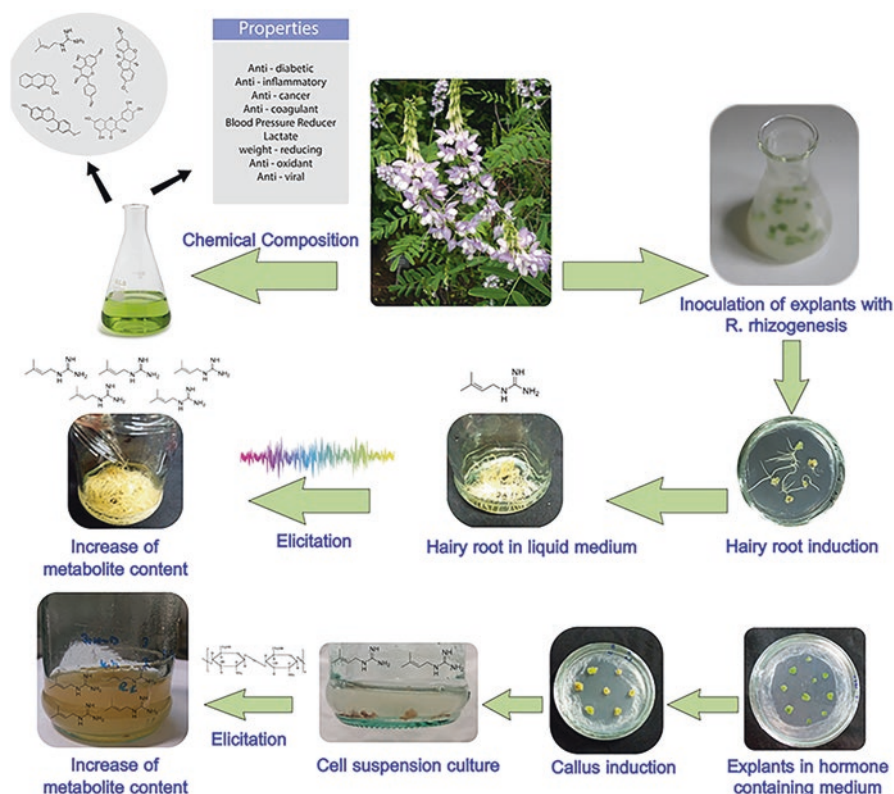 Properties
Anti - diabetic
Anti - inflammatory
Anti - cancer
Anti - coagulant
Blood Pressure Reducer
Lactate
weight - reducing
Anti - oxidant
Anti - viral
Chemical Composition
Inoculation of explants with
R. rhizogenesis
Hairy root induction
Hairy root in liquid medium
Elicitation
Increase of
metabolite content
Explants in hormone
containing medium
Callus induction
Cell suspension culture
Elicitation
Increase of
metabolite content